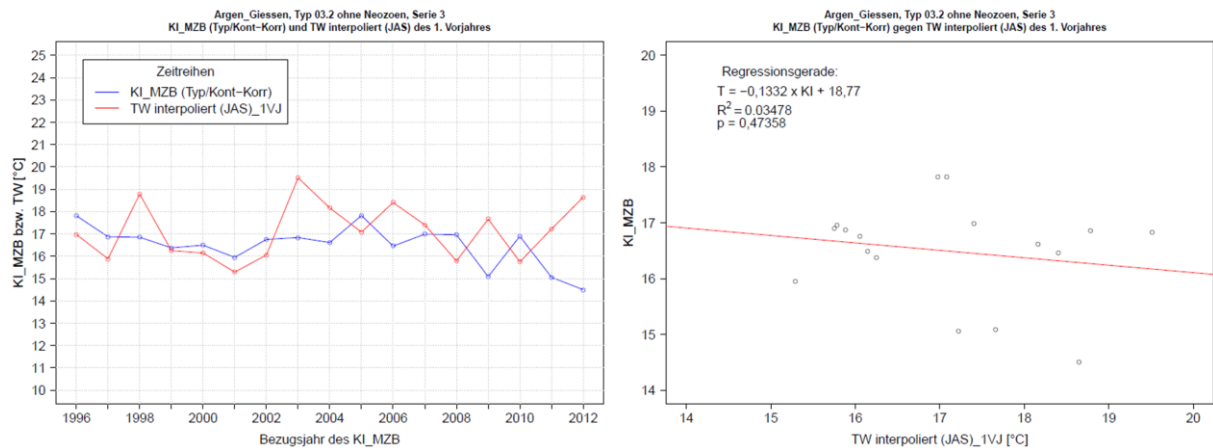 Argen_Giessen, Typ 03.2 ohne Neozoen, Serie 3
KI_MZB (Typ/Kont−Korr) und TW interpoliert (JAS) des 1. Vorjahres
25
24
23
22
21
20
19
18
17
16
15
14
13
12
11
10
KI_MZB bzw. TW [°C]
Zeitreihen
KI_MZB (Typ/Kont−Korr)
TW interpoliert (JAS)_1VJ
1996 1998 2000 2002 2004 2006 2008 2010 2012
Bezugsjahr des KI_MZB
Argen_Giessen, Typ 03.2 ohne Neozoen, Serie 3
KI_MZB (Typ/Kont−Korr) gegen TW interpoliert (JAS) des 1. Vorjahres
20
19
18
17
16
15
14
KI_MZB
Regressionsgerade:
T = −0,1332 x KI + 18,77
R² = 0.03478
p = 0,47358
14 15 16 17 18 19 20
TW interpoliert (JAS)_1VJ [°C]